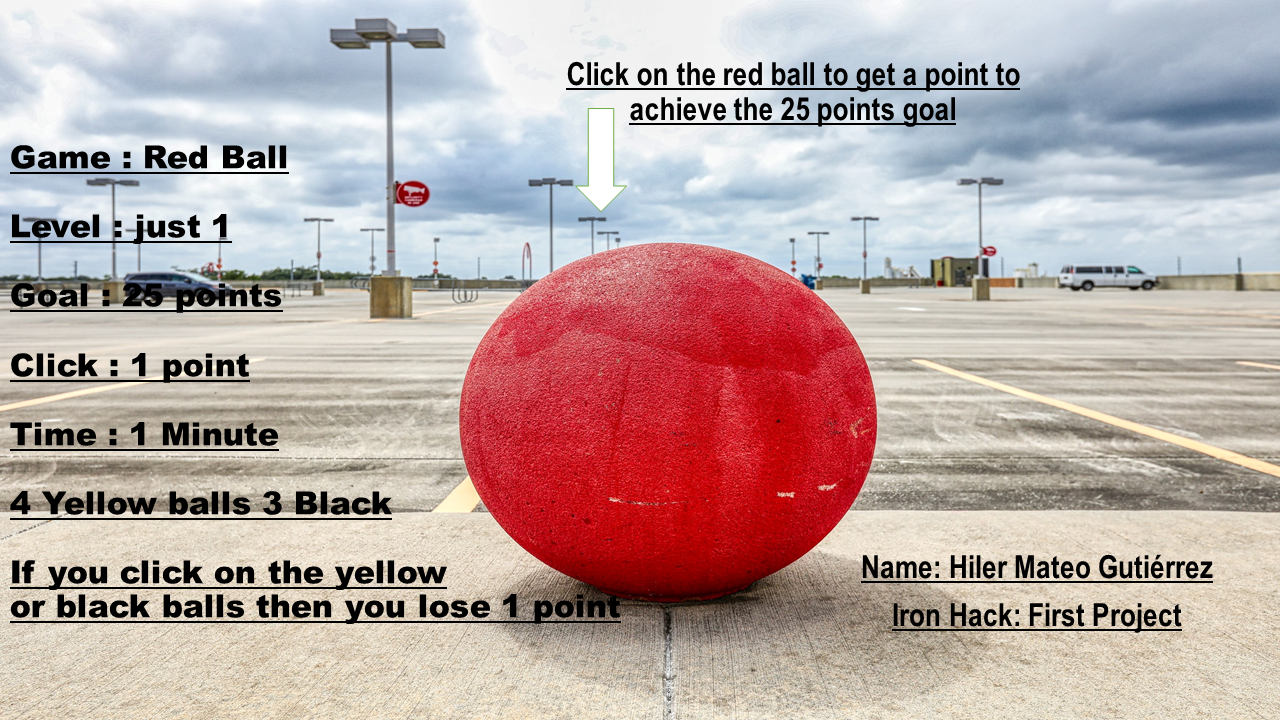 Click on the red ball to get a point to
achieve the 25 points goal
Game : Red Ball
Level : just 1
Goal : 25 points
Click : 1 point
Time : 1 Minute
4 Yellow balls 3 Black
If you click on the yellow
or black balls then you lose 1 point
Name: Hiler Mateo Gutiérrez
Iron Hack: First Project